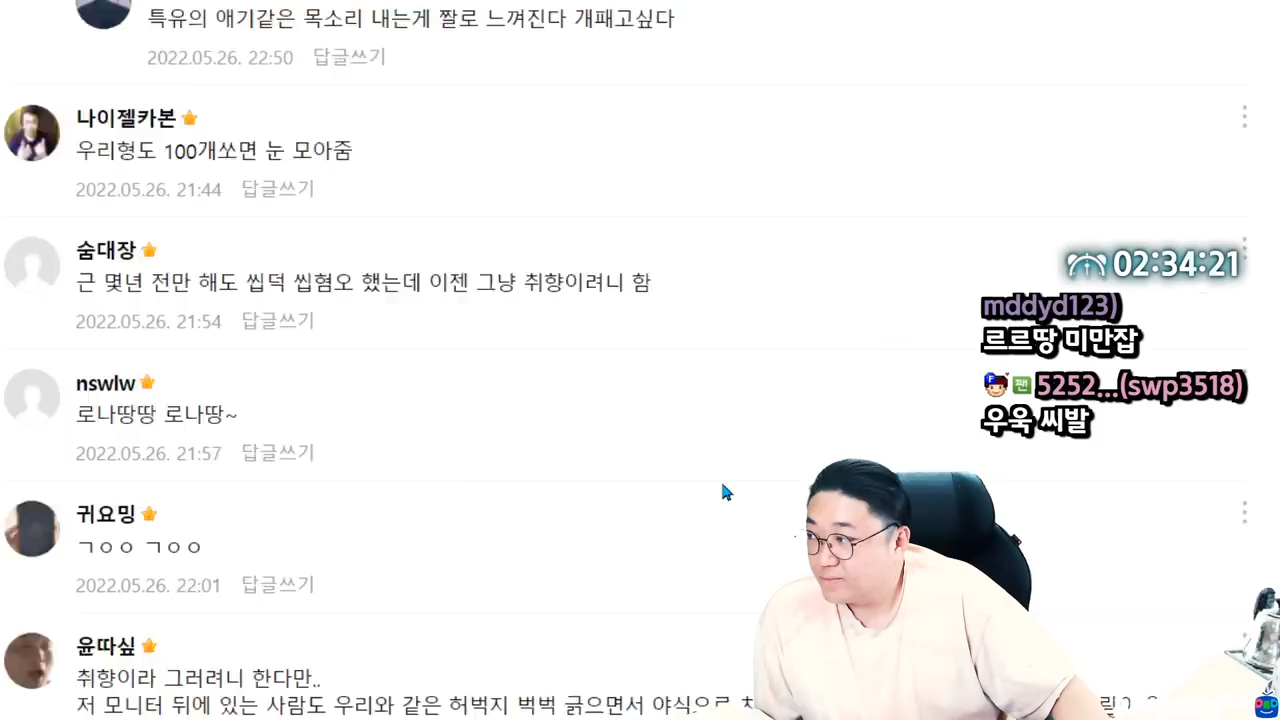 특유의 애기같은 목소리 내는게 짤로 느껴진다 개패고싶다
2022.05.26. 22:50 답글쓰기
나이젤카본
우리형도 100개쏘면 눈 모아줌
2022.05.26. 21:44 답글쓰기
숨대장
근 몇년 전만 해도 씹덕 씹혐오 했는데 이젠 그냥 취향이려니 함
2022.05.26. 21:54 답글쓰기
02:34:21
mddyd123)
르르땅 미만잡
nswlw
로나땅땅 로나땅~
2022.05.26. 21:57 답글쓰기
F 팬 5252...(swp3518)
우욱 씨발
귀요밍
ㄱㅇㅇ ㄱㅇㅇ
2022.05.26. 22:01 답글쓰기
윤따싶
취향이라 그러려니 한다만..
저 모니터 뒤에 있는 사람도 우리와 같은 허벅지 벅벅 긁으면서 야식으로